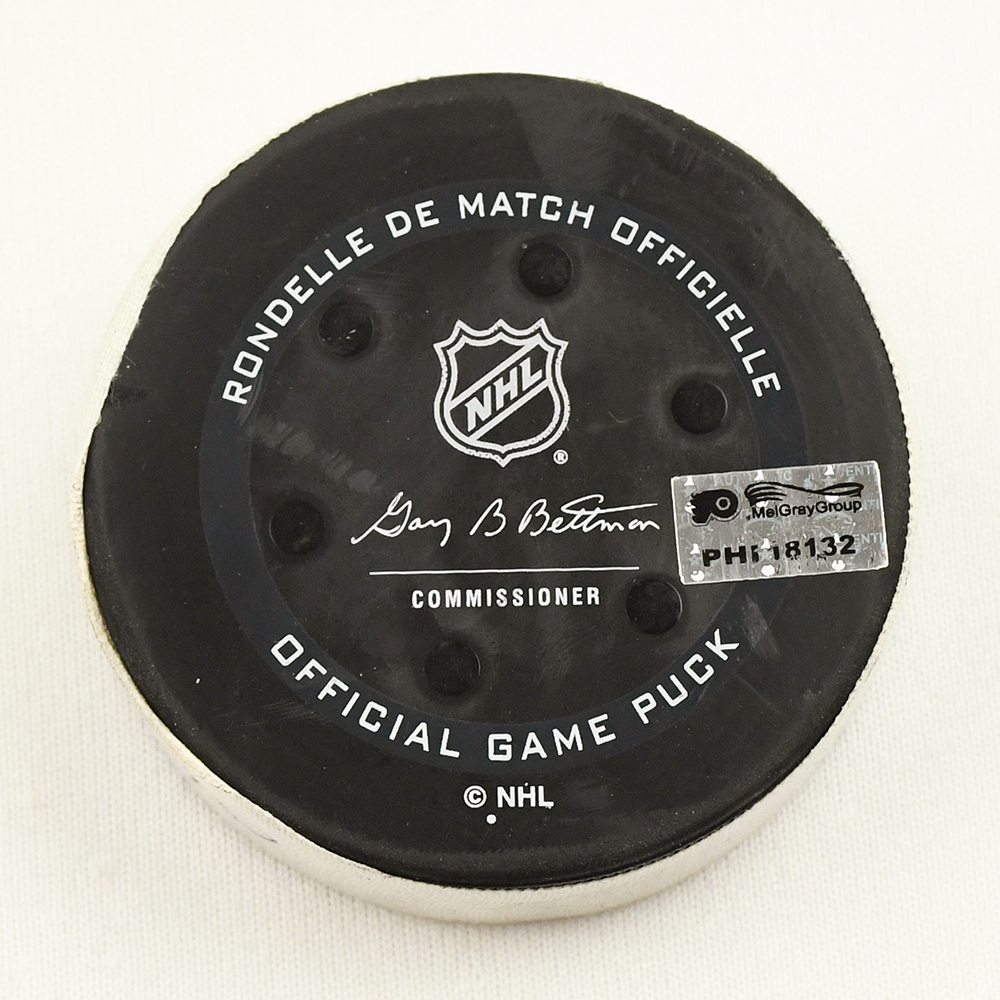 RONDELLE DE MATCH OFFICIELLE
NHL
®
Gary B Bettman
MeiGrayGroup
COMMISSIONER
OFFICIAL GAME PUCK
© NHL